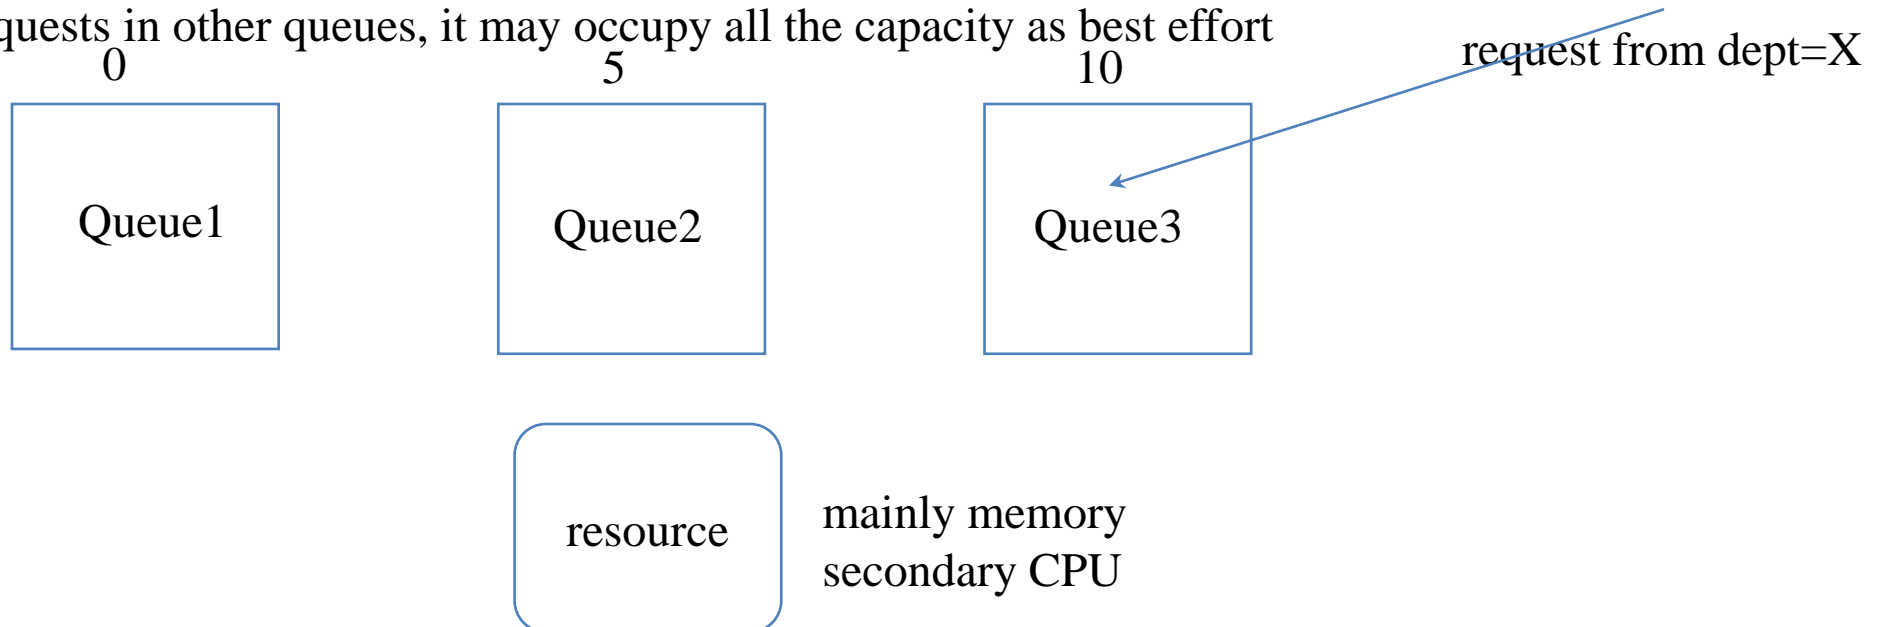 in other queues, it may occupy all the capacity as best effort
0 5 10
request from dept=X
Queue1 Queue2 Queue3
resource
mainly memory
secondary CPU